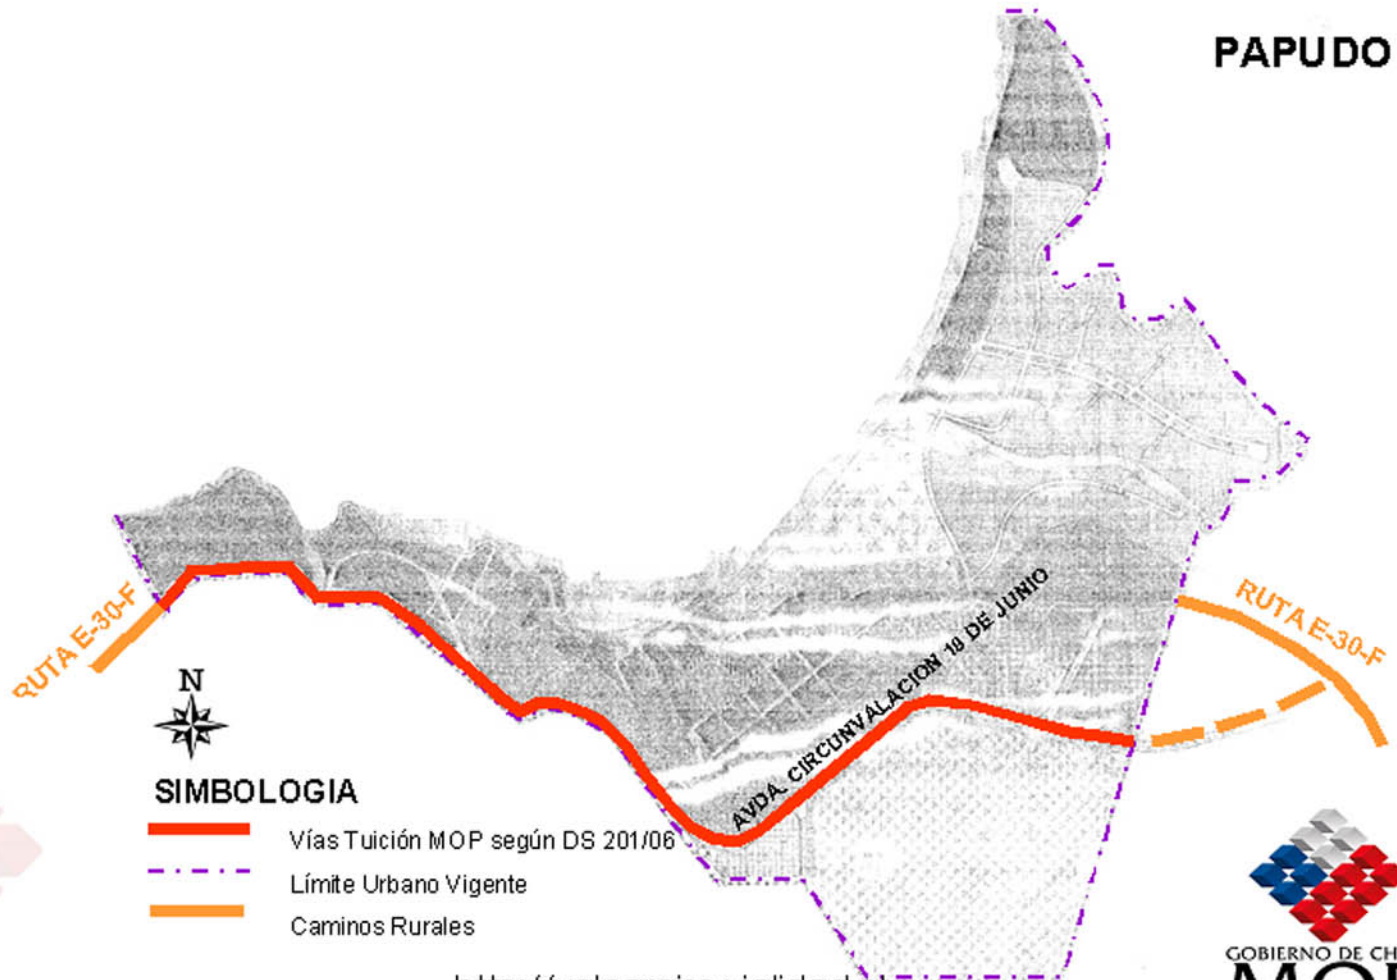 PAPUDO
RUTA E-30-F
RUTA E-30-F
AVDA. CIRCUNVALACION 18 DE JUNIO
N
SIMBOLOGIA
Vías Tuición MOP según DS 201/06
Límite Urbano Vigente
Caminos Rurales
GOBIERNO DE CH